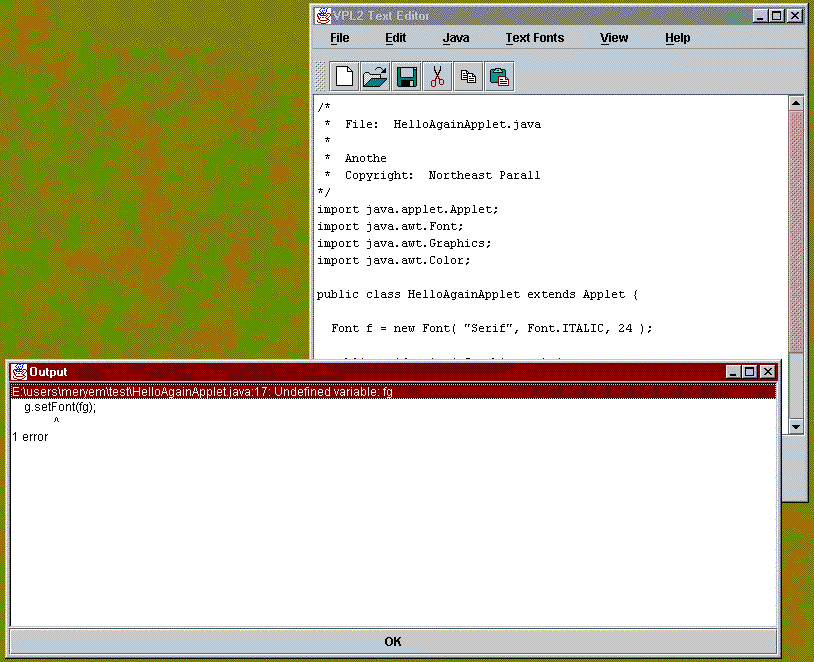 VPL2 Text Editor
File Edit Java Text Fonts View Help
/*
 * File: HelloAgainApplet.java
 *
 * Anothe
 * Copyright: Northeast Parall
*/
import java.applet.Applet;
import java.awt.Font;
import java.awt.Graphics;
import java.awt.Color;
public class HelloAgainApplet extends Applet {
Font f = new Font( "Serif", Font.ITALIC, 24 );
Output
E:\users\meryem\test\HelloAgainApplet.java:17: Undefined variable: fg
g.setFont(fg);
^
1 error
OK